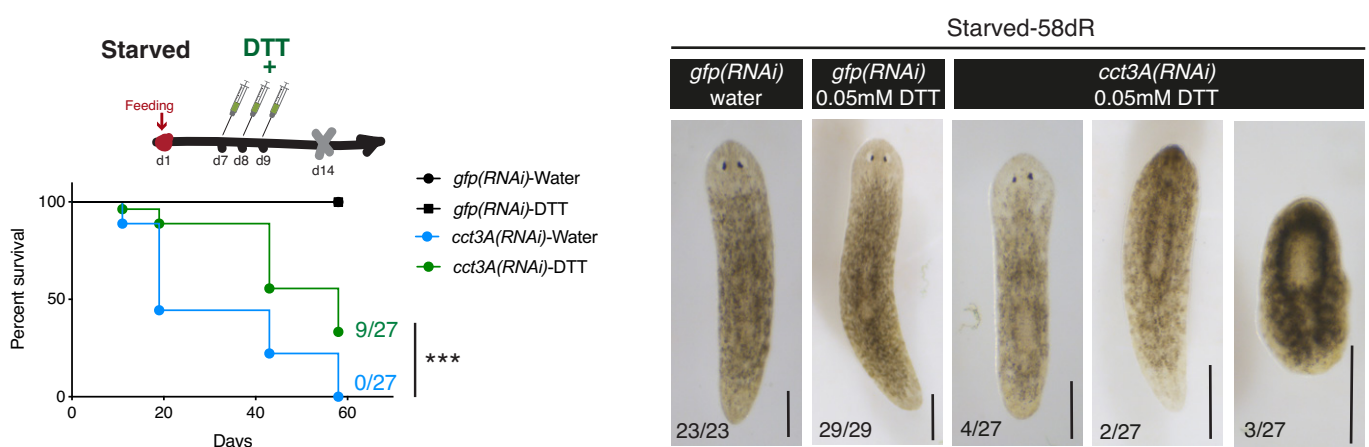 Starved
DTT
+
Feeding
d1
d7
d8
d9
d14
gfp(RNAi)-Water
gfp(RNAi)-DTT
cct3A(RNAi)-Water
cct3A(RNAi)-DTT
Percent survival
100
50
0
9/27
0/27
***
0
20
40
60
Days
Starved-58dR
gfp(RNAi)
water
gfp(RNAi)
0.05mM DTT
cct3A(RNAi)
0.05mM DTT
23/23
29/29
4/27
2/27
3/27